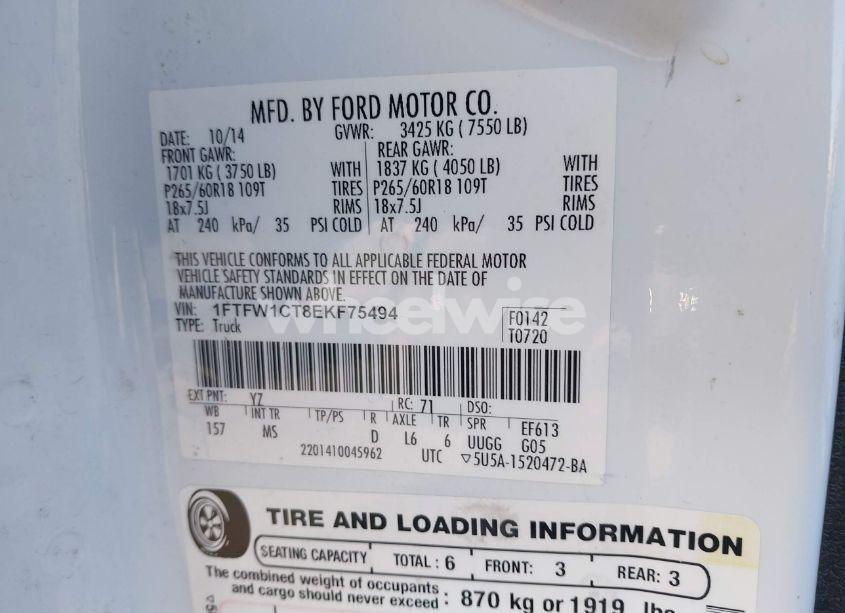 MFD. BY FORD MOTOR CO.
DATE: 10/14 GVWR: 3425 KG ( 7550 LB)
FRONT GAWR: REAR GAWR:
1701 KG ( 3750 LB) WITH 1837 KG ( 4050 LB) WITH
P265/60R18 109T TIRES P265/60R18 109T TIRES
18x7.5J RIMS 18x7.5J RIMS
AT 240 kPa/ 35 PSI COLD AT 240 kPa/ 35 PSI COLD
THIS VEHICLE CONFORMS TO ALL APPLICABLE FEDERAL MOTOR
VEHICLE SAFETY STANDARDS IN EFFECT ON THE DATE OF
MANUFACTURE SHOWN ABOVE.
VIN: 1FTFW1CT8EKF75494 F0142
TYPE: Truck T0720
wheelwire
EXT PNT: YZ RC: 71 DSO:
WB INT TR TP/PS R AXLE TR SPR EF613
157 MS D L6 6 UUGG G05
2201410045962 UTC ▽5U5A-1520472-BA
TIRE AND LOADING INFORMATION
SEATING CAPACITY TOTAL : 6 FRONT: 3 REAR: 3
The combined weight of occupants
and cargo should never exceed : 870 kg or 1919 lbs